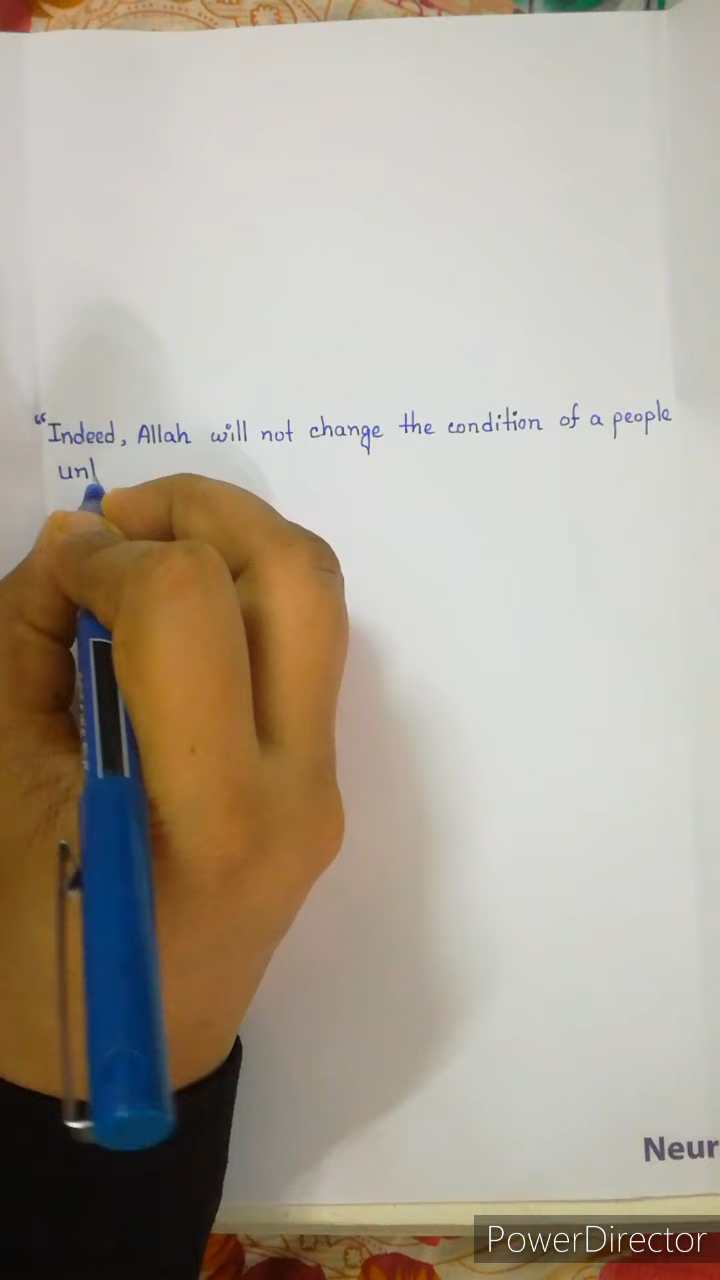 “Indeed, Allah will not change the condition of a people
unl
Neur
PowerDirector